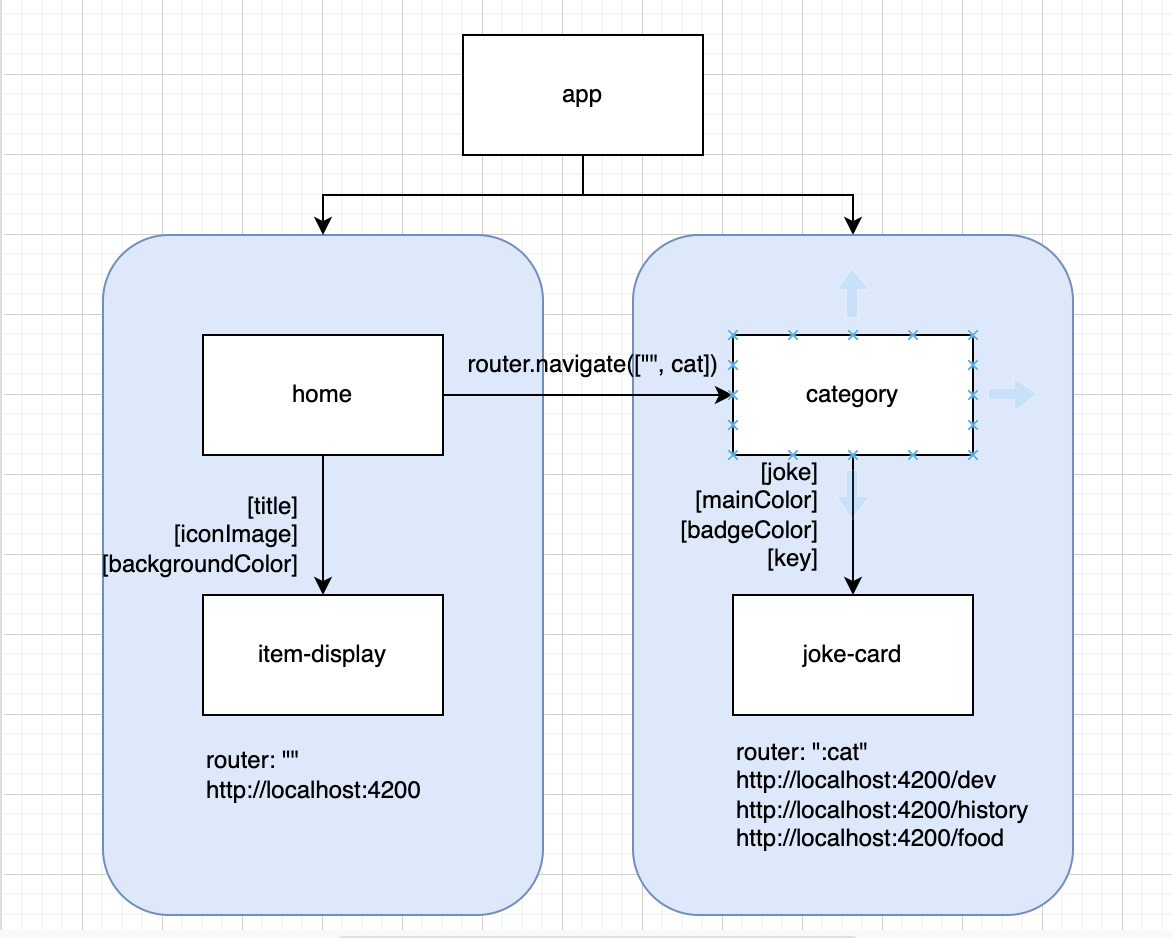 app
home
router.navigate(["", cat])
category
[title]
[iconImage]
[backgroundColor]
[joke]
[mainColor]
[badgeColor]
[key]
item-display
joke-card
router: ""
http://localhost:4200
router: ":cat"
http://localhost:4200/dev
http://localhost:4200/history
http://localhost:4200/food